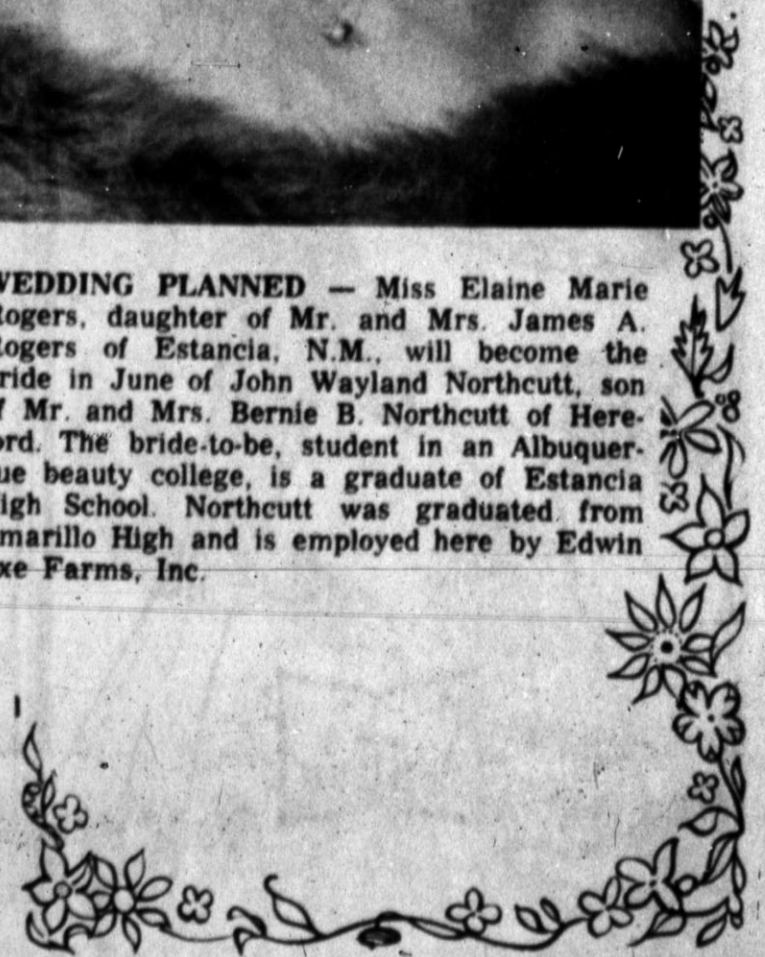 WEDDING PLANNED — Miss Elaine Marie
Rogers, daughter of Mr. and Mrs. James A.
Rogers of Estancia, N.M., will become the
ride in June of John Wayland Northcutt, son
f Mr. and Mrs. Bernie B. Northcutt of Here-
ord. The bride-to-be, student in an Albuquer-
ue beauty college, is a graduate of Estancia
igh School. Northcutt was graduated from
marillo High and is employed here by Edwin
xe Farms, Inc.